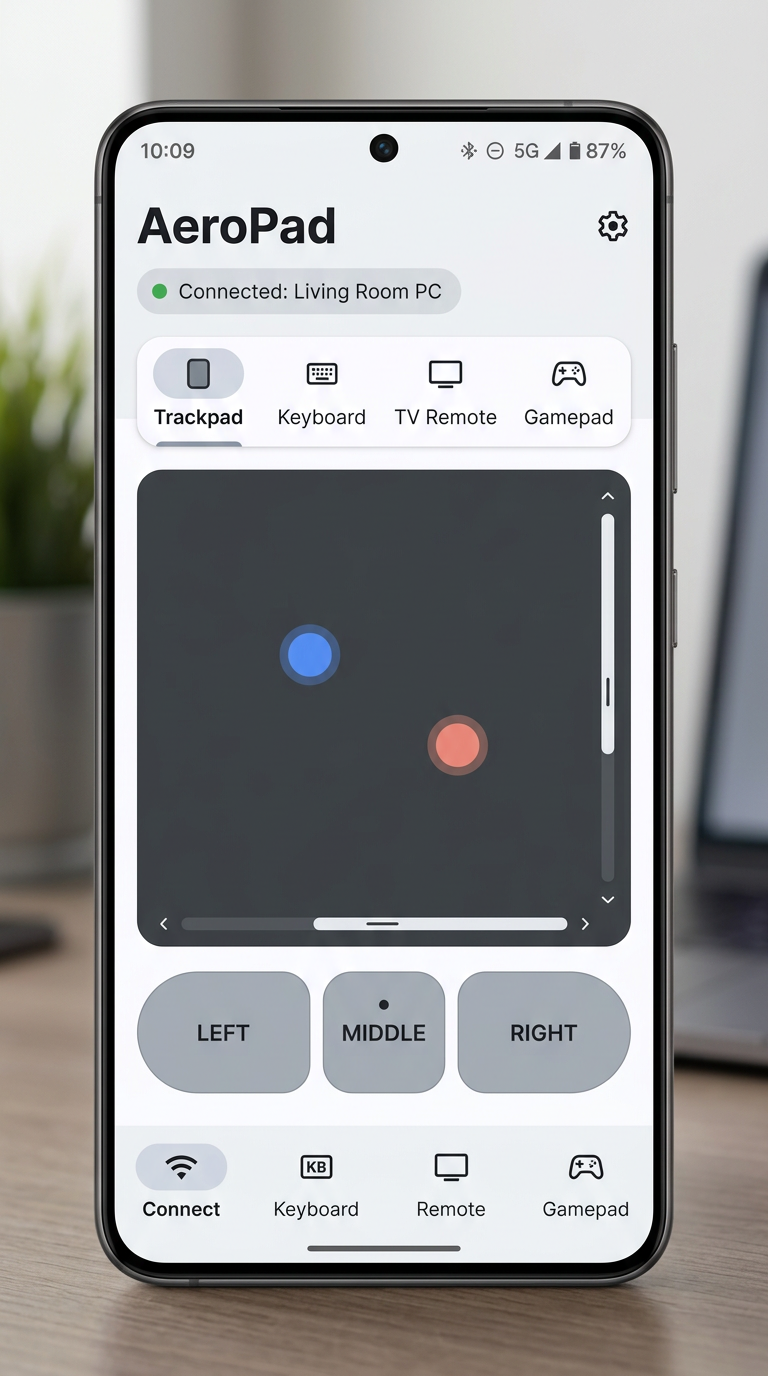 10:09 5G 87%
AeroPad
Connected: Living Room PC
Trackpad Keyboard TV Remote Gamepad
LEFT MIDDLE RIGHT
KB
Connect Keyboard Remote Gamepad